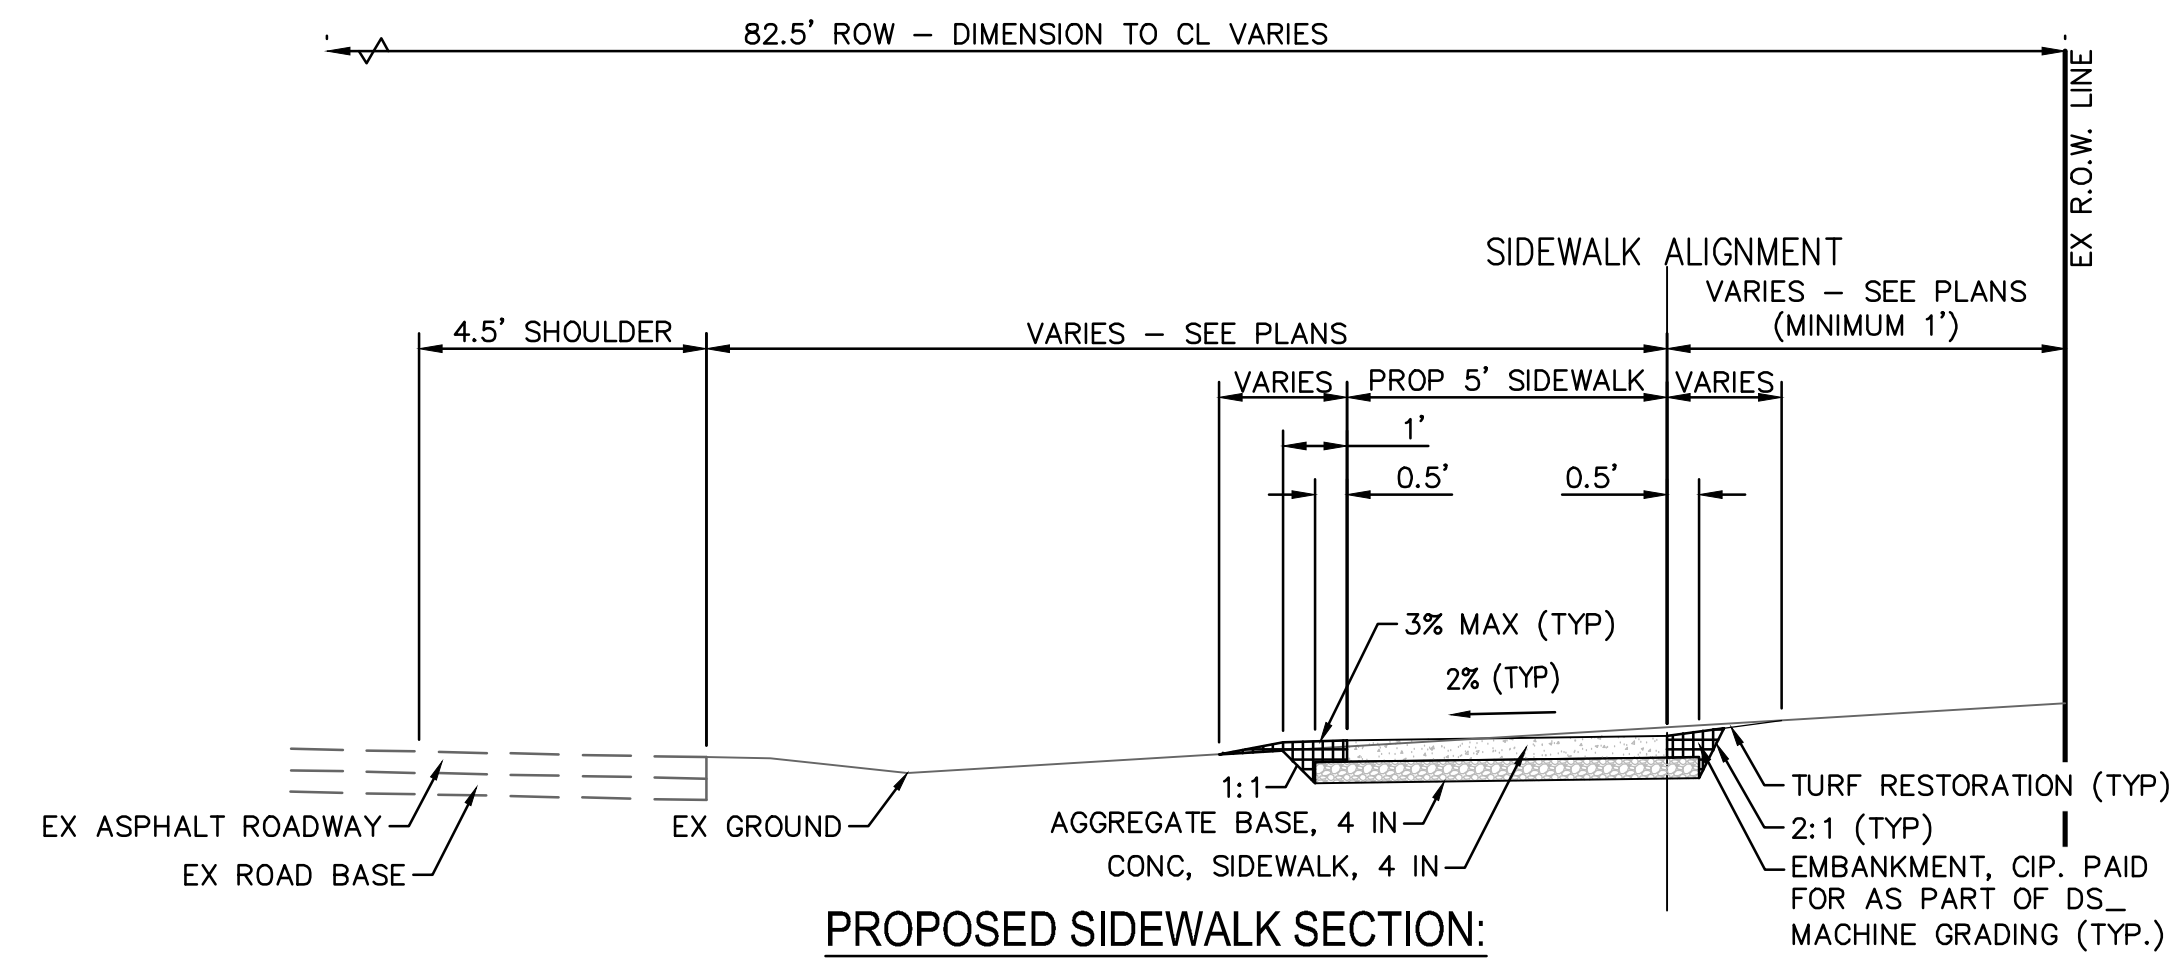 82.5' ROW – DIMENSION TO CL VARIES
EX R.O.W. LINE
SIDEWALK ALIGNMENT
VARIES – SEE PLANS
(MINIMUM 1')
4.5' SHOULDER
VARIES – SEE PLANS
VARIES
PROP 5' SIDEWALK
VARIES
1'
0.5'
0.5'
3% MAX (TYP)
2% (TYP)
1:1
TURF RESTORATION (TYP)
EX ASPHALT ROADWAY
EX GROUND
AGGREGATE BASE, 4 IN
2:1 (TYP)
EX ROAD BASE
CONC, SIDEWALK, 4 IN
EMBANKMENT, CIP. PAID
FOR AS PART OF DS_
MACHINE GRADING (TYP.)
PROPOSED SIDEWALK SECTION: